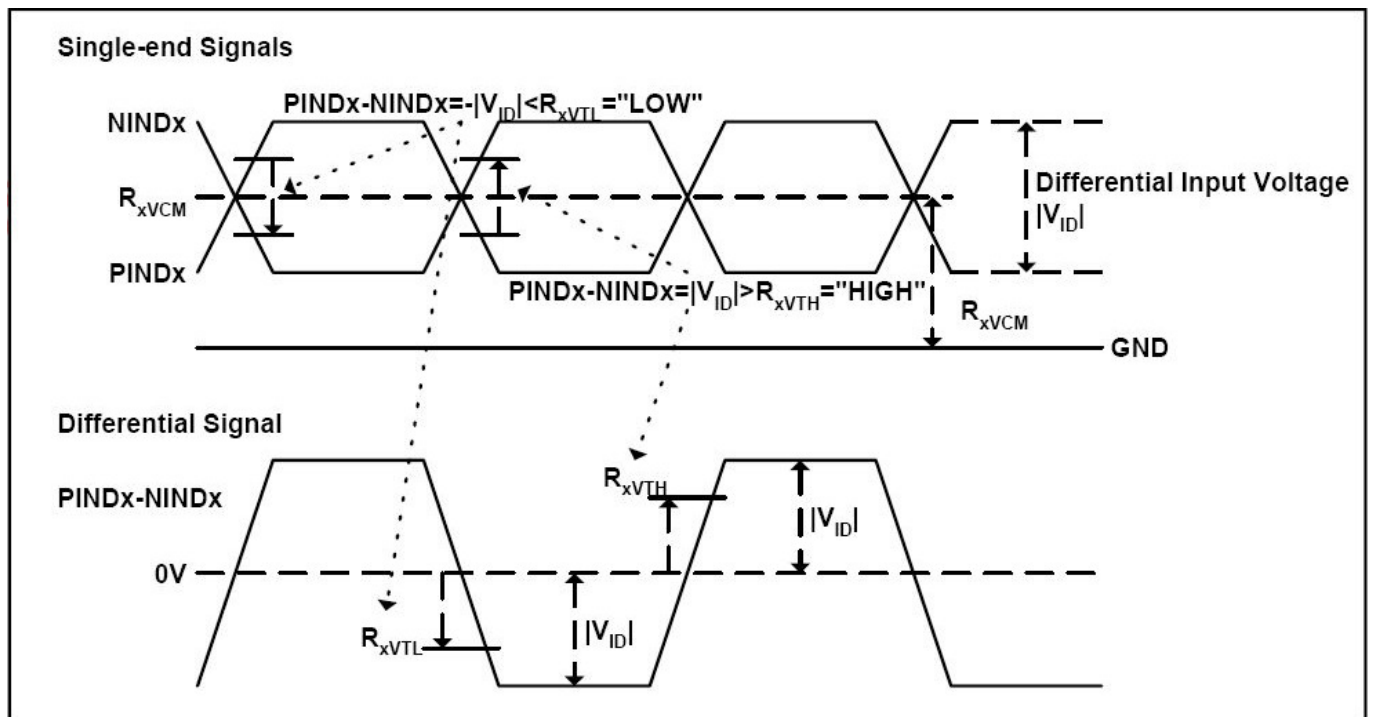 Single-end Signals
PINDx-NINDx=-|VID|<RxVTL="LOW"
NINDx
RxVCM
Differential Input Voltage
|VID|
PINDx
PINDx-NINDx=|VID|>RxVTH="HIGH"
RxVCM
GND
Differential Signal
RxVTH
PINDx-NINDx
|VID|
0V
RxVTL
|VID|